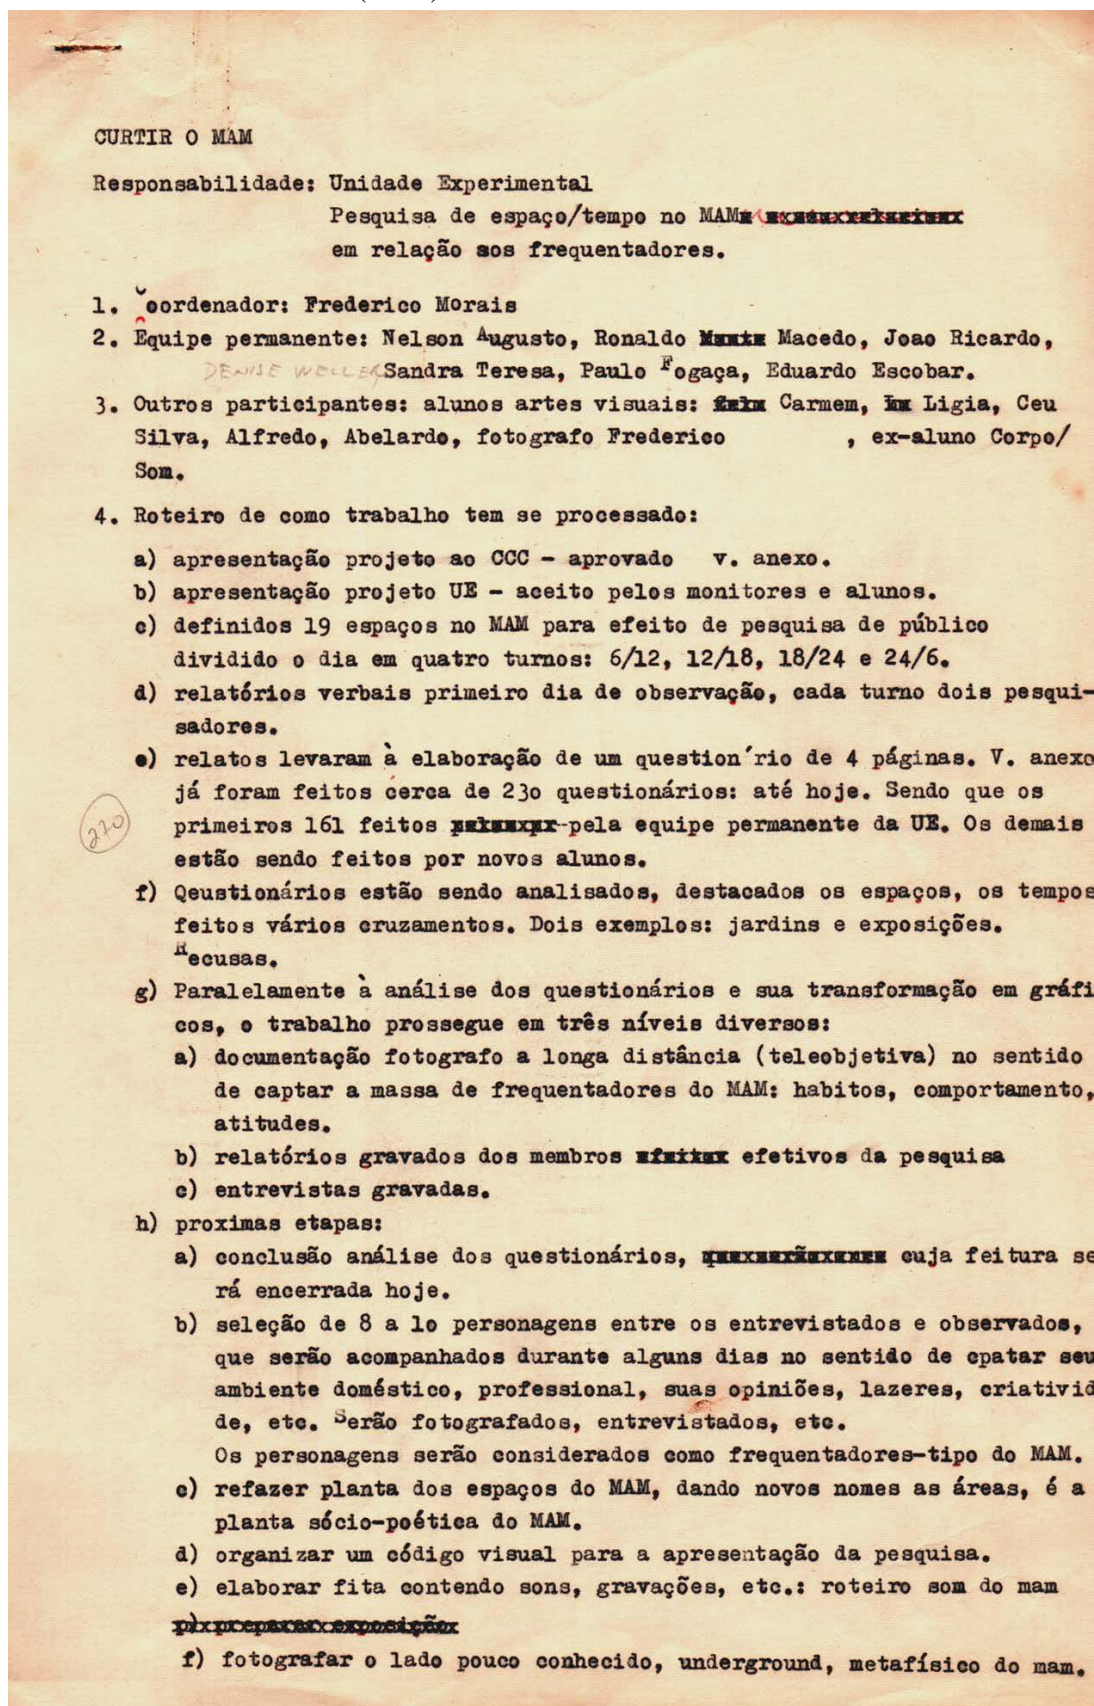 CURTIR O MAM
Responsabilidade: Unidade Experimental
Pesquisa de espaço/tempo no MAM
em relação aos frequentadores.
1. Coordenador: Frederico Morais
2. Equipe permanente: Nelson Augusto, Ronaldo Macedo, Joao Ricardo,
DENISE WELLER Sandra Teresa, Paulo Fogaça, Eduardo Escobar.
3. Outros participantes: alunos artes visuais: Carmem, Ligia, Ceu
Silva, Alfredo, Abelardo, fotografo Frederico , ex-aluno Corpo/
Som.
4. Roteiro de como trabalho tem se processado:
a) apresentação projeto ao CCC - aprovado v. anexo.
b) apresentação projeto UE - aceito pelos monitores e alunos.
c) definidos 19 espaços no MAM para efeito de pesquisa de público
dividido o dia em quatro turnos: 6/12, 12/18, 18/24 e 24/6.
d) relatórios verbais primeiro dia de observação, cada turno dois pesqui-
sadores.
e) relatos levaram à elaboração de um question´rio de 4 páginas. V. anexo
já foram feitos cerca de 23o questionários: até hoje. Sendo que os
270
primeiros 161 feitos pela equipe permanente da UE. Os demais
estão sendo feitos por novos alunos.
f) Qeustionários estão sendo analisados, destacados os espaços, os tempos
feitos vários cruzamentos. Dois exemplos: jardins e exposições.
Recusas.
g) Paralelamente à análise dos questionários e sua transformação em gráfi
cos, o trabalho prossegue em três níveis diversos:
a) documentação fotografo a longa distância (teleobjetiva) no sentido
de captar a massa de frequentadores do MAM: habitos, comportamento,
atitudes.
b) relatórios gravados dos membros efetivos da pesquisa
c) entrevistas gravadas.
h) proximas etapas:
a) conclusão análise dos questionários, cuja feitura se
rá encerrada hoje.
b) seleção de 8 a 1o personagens entre os entrevistados e observados,
que serão acompanhados durante alguns dias no sentido de cpatar seu
ambiente doméstico, professional, suas opiniões, lazeres, criativid
de, etc. Serão fotografados, entrevistados, etc.
Os personagens serão considerados como frequentadores-tipo do MAM.
c) refazer planta dos espaços do MAM, dando novos nomes as áreas, é a
planta sócio-poética do MAM.
d) organizar um código visual para a apresentação da pesquisa.
e) elaborar fita contendo sons, gravações, etc.: roteiro som do mam
f) fotografar o lado pouco conhecido, underground, metafísico do mam.